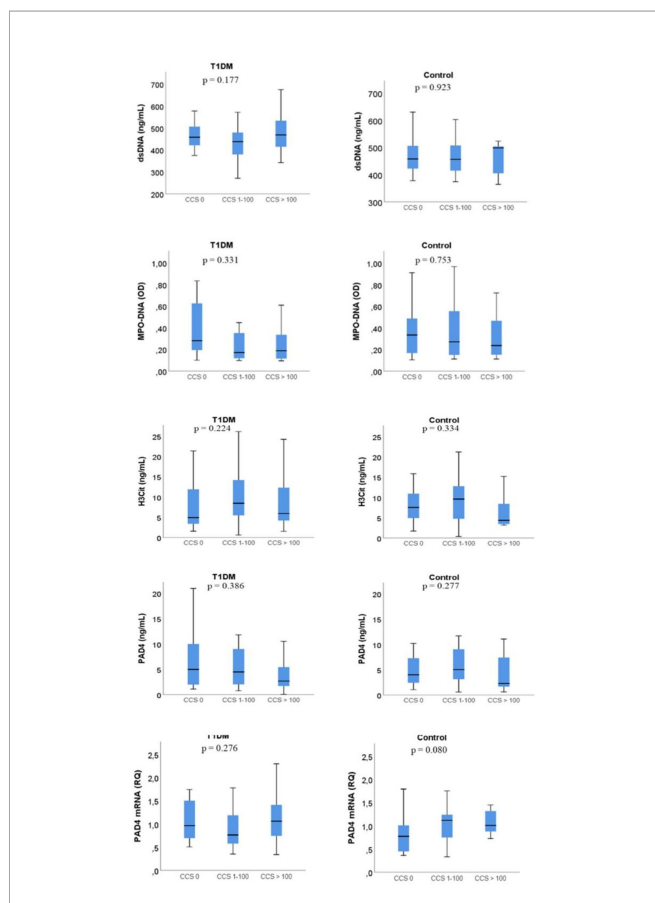 T1DM
p = 0.177
dsDNA (ng/mL)
700
600
500
400
300
200
CCS 0
CCS 1-100
CCS > 100
Control
p = 0.923
dsDNA (ng/mL)
700
600
500
400
300
CCS 0
CCS 1-100
CCS > 100
T1DM
p = 0.331
MPO-DNA (OD)
1,00
,80
,60
,40
,20
,00
CCS 0
CCS 1-100
CCS > 100
Control
p = 0.753
MPO-DNA (OD)
1,00
,80
,60
,40
,20
,00
CCS 0
CCS 1-100
CCS > 100
T1DM
p = 0.224
H3Cit (ng/mL)
25
20
15
10
5
0
CCS 0
CCS 1-100
CCS > 100
Control
p = 0.334
H3Cit (ng/mL)
25
20
15
10
5
0
CCS 0
CCS 1-100
CCS > 100
T1DM
p = 0.386
PAD4 (ng/mL)
20
15
10
5
0
CCS 0
CCS 1-100
CCS > 100
Control
p = 0.277
PAD4 (ng/mL)
20
15
10
5
0
CCS 0
CCS 1-100
CCS > 100
T1DM
p = 0.276
PAD4 mRNA (RQ)
2,5
2,0
1,5
1,0
,5
,0
CCS 0
CCS 1-100
CCS > 100
Control
p = 0.080
PAD4 mRNA (RQ)
2,5
2,0
1,5
1,0
,5
,0
CCS 0
CCS 1-100
CCS > 100